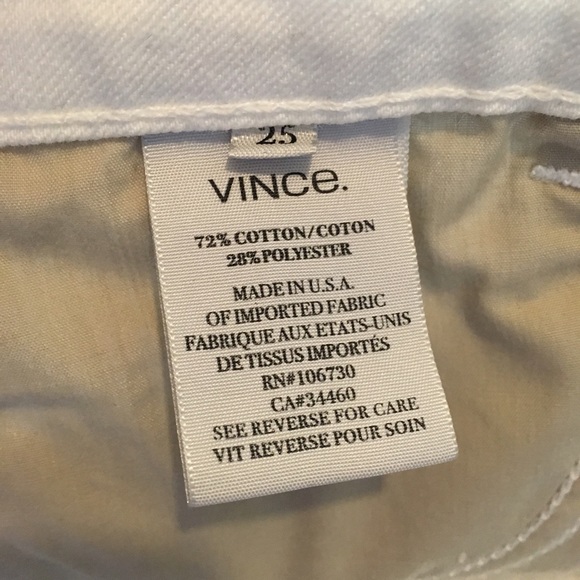 25
VINCe.
72% COTTON/COTON
28% POLYESTER
MADE IN U.S.A.
OF IMPORTED FABRIC
FABRIQUE AUX ETATS-UNIS
DE TISSUS IMPORTÉS
RN#106730
CA#34460
SEE REVERSE FOR CARE
VIT REVERSE POUR SOIN